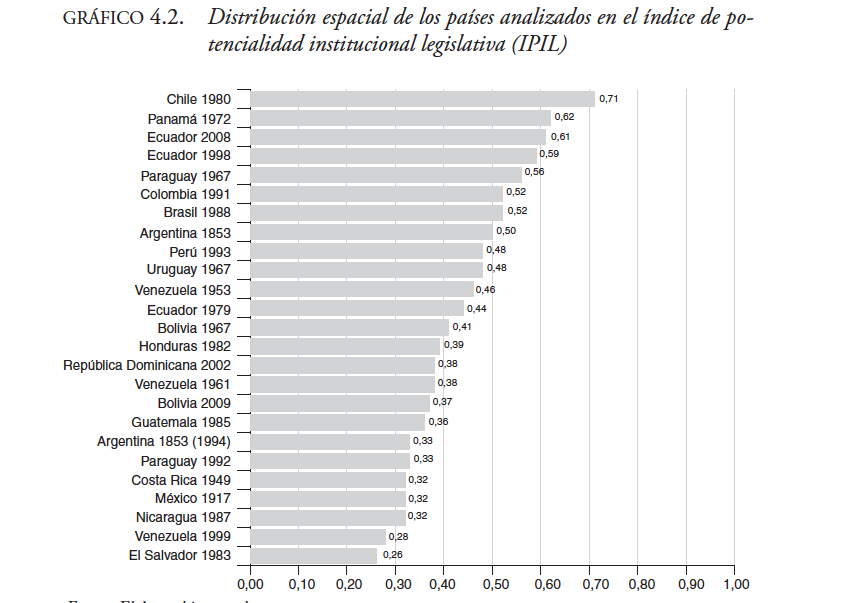 GRÁFICO 4.2. Distribución espacial de los países analizados en el índice de po-
tencialidad institucional legislativa (IPIL)
Chile 1980 0,71
Panamá 1972 0,62
Ecuador 2008 0,61
Ecuador 1998 0,59
Paraguay 1967 0,56
Colombia 1991 0,52
Brasil 1988 0,52
Argentina 1853 0,50
Perú 1993 0,48
Uruguay 1967 0,48
Venezuela 1953 0,46
Ecuador 1979 0,44
Bolivia 1967 0,41
Honduras 1982 0,39
República Dominicana 2002 0,38
Venezuela 1961 0,38
Bolivia 2009 0,37
Guatemala 1985 0,36
Argentina 1853 (1994) 0,33
Paraguay 1992 0,33
Costa Rica 1949 0,32
México 1917 0,32
Nicaragua 1987 0,32
Venezuela 1999 0,28
El Salvador 1983 0,26
0,00 0,10 0,20 0,30 0,40 0,50 0,60 0,70 0,80 0,90 1,00